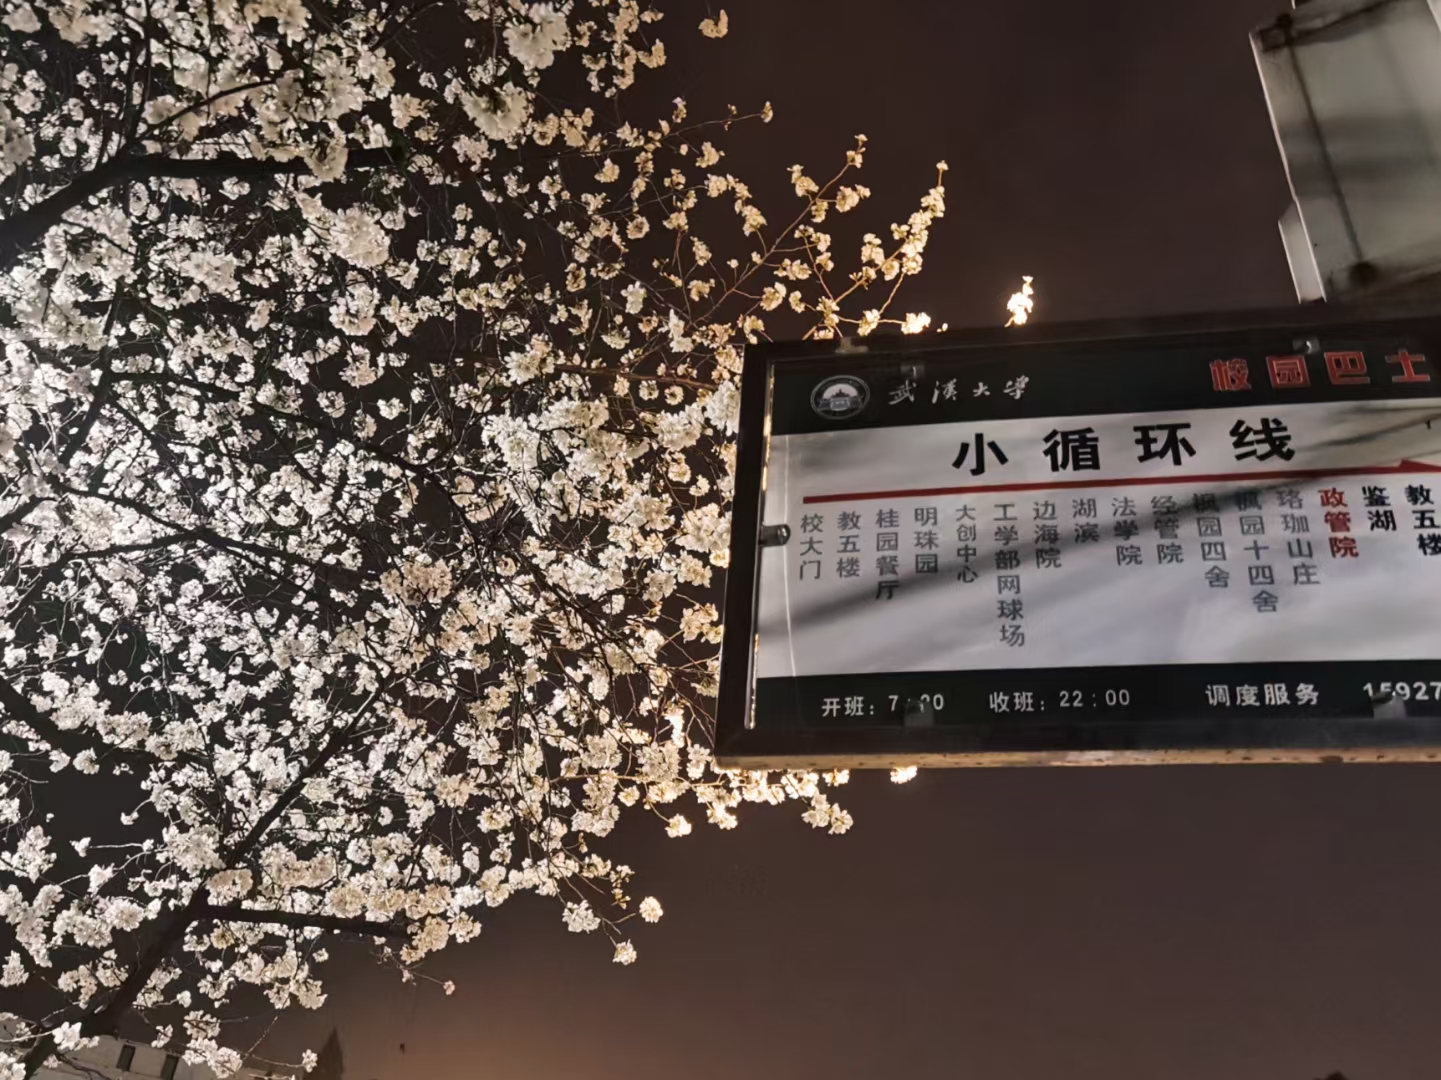 武漢大學
校园巴士
小循环线
校大门
教五楼
桂园餐厅
明珠园
大创中心
工学部网球场
边海院
湖滨
法学院
经管院
枫园四舍
枫园十四舍
珞珈山庄
政管院
鉴湖
教五楼
开班：7:00 收班：22:00 调度服务 15927